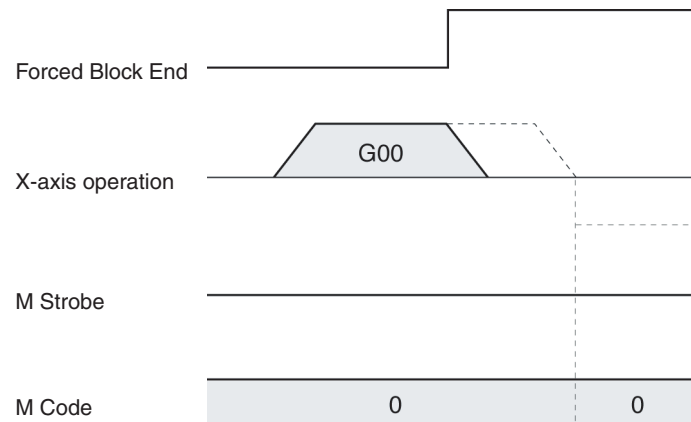 Forced Block End
G00
X-axis operation
M Strobe
M Code 0 0